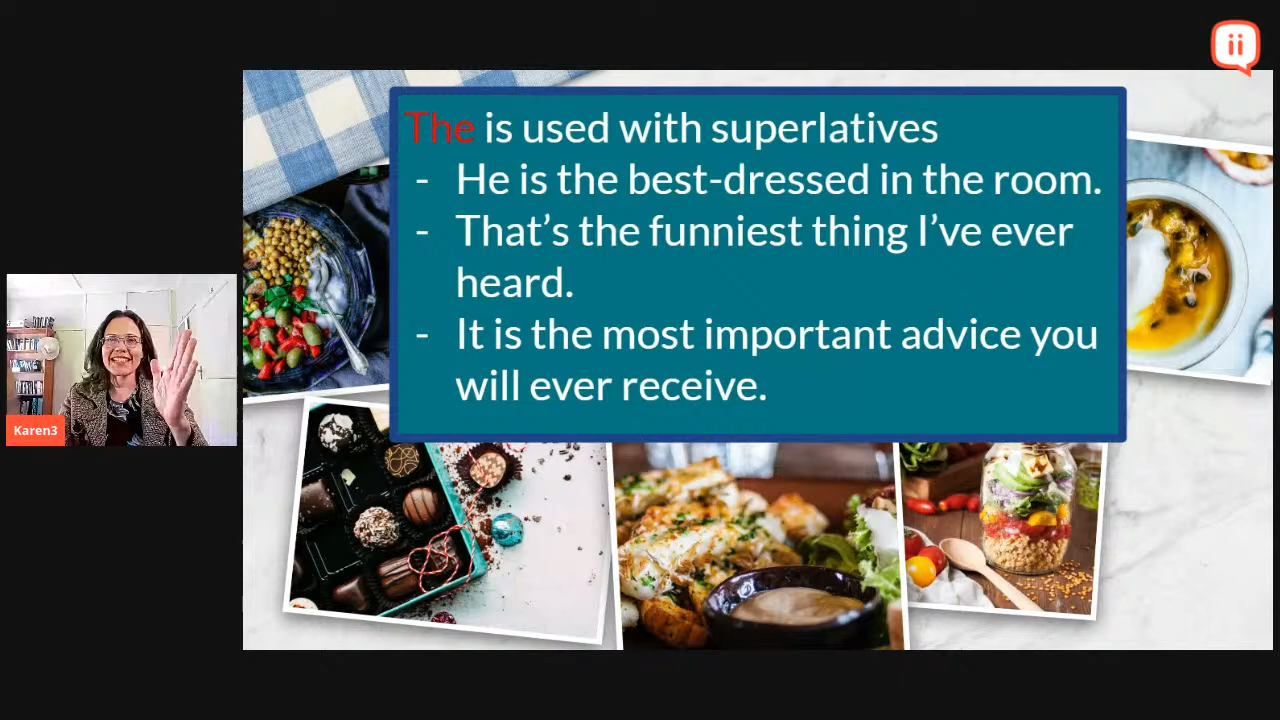 The is used with superlatives
- He is the best-dressed in the room.
- That's the funniest thing I've ever
heard.
- It is the most important advice you
will ever receive.
Karen3